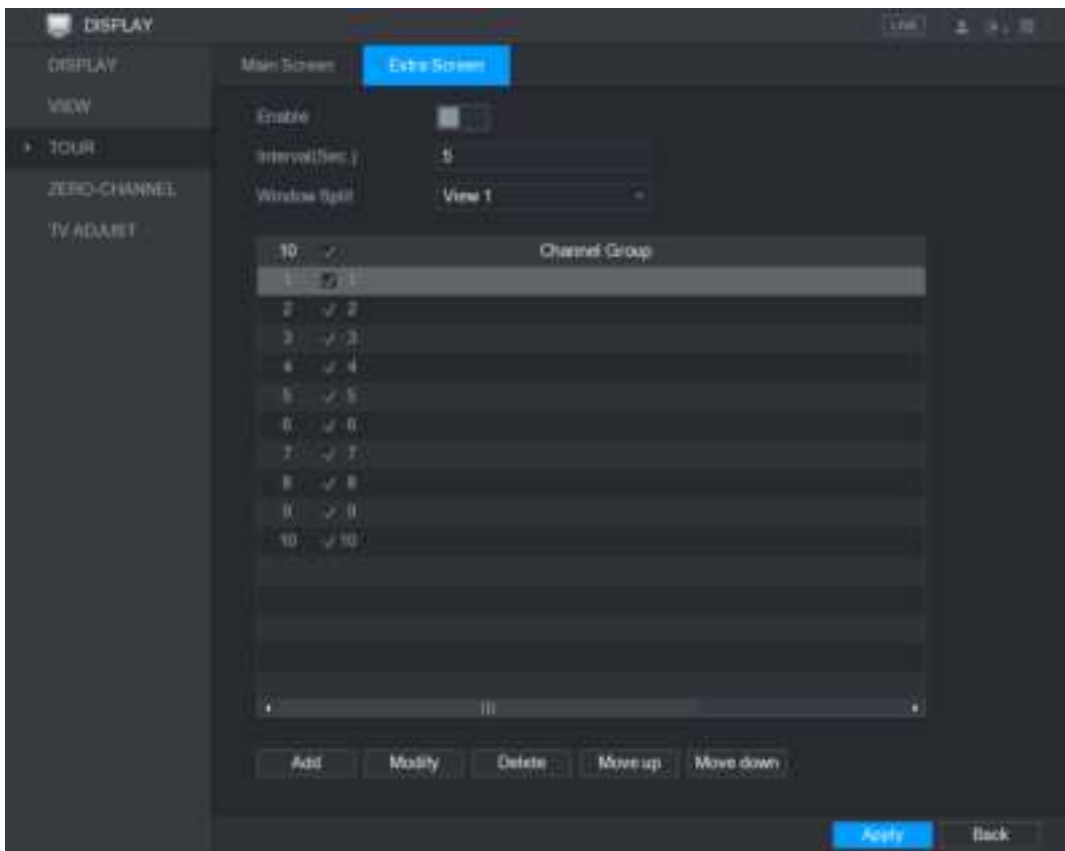 DISPLAY
LIVE
DISPLAY
VIEW
TOUR
ZERO-CHANNEL
TV ADJUST
Main Screen
Extra Screen
Enable
Interval(Sec.)
5
Window Split
View 1
10 Channel Group
1 1
2 2
3 3
4 4
5 5
6 6
7 7
8 8
9 9
10 10
Add
Modify
Delete
Move up
Move down
Apply
Back